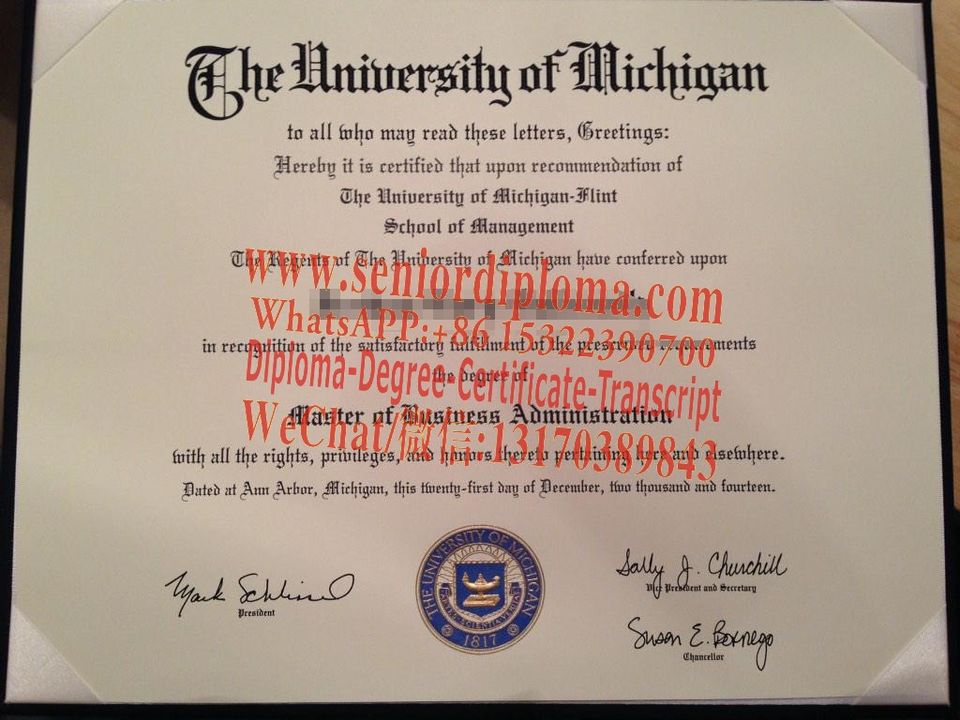 The University of Michigan
to all who may read these letters, Greetings:
Hereby it is certified that upon recommendation of
The University of Michigan-Flint
School of Management
The Regents of The University of Michigan have conferred upon
www.seniordiploma.com
WhatsAPP:+86 15322390700
in recognition of the satisfactory fulfillment of the prescribed requirements
Diploma-Degree-Certificate-Transcript
the degree of
Master of Business Administration
WeChat/微信:13170389843
with all the rights, privileges, and honors thereto pertaining here and elsewhere.
Dated at Ann Arbor, Michigan, this twenty-first day of December, two thousand and fourteen.
THE UNIVERSITY OF MICHIGAN
1817
Mark Schlissel
President
Sally J. Churchill
Vice President and Secretary
Susan E. Borrego
Chancellor